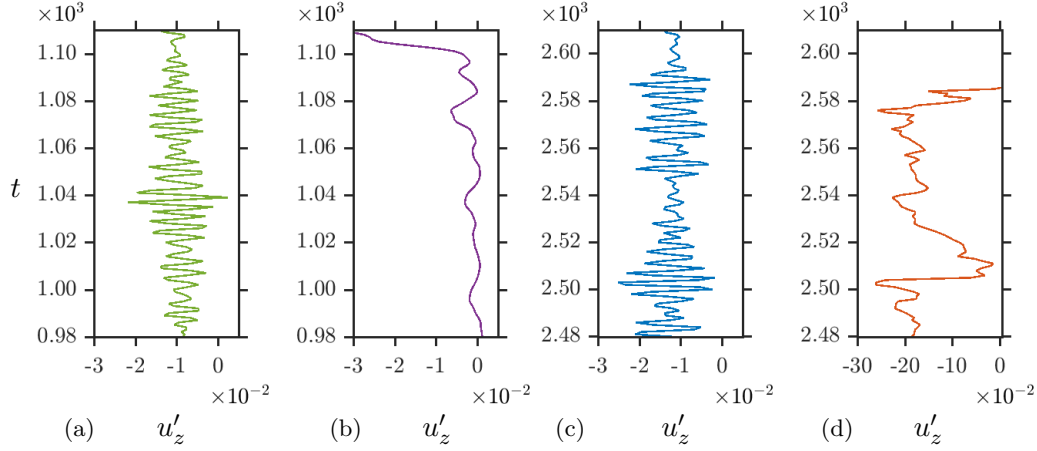 ×10³ ×10³ ×10³ ×10³
1.10 1.10 2.60 2.60
1.08 1.08 2.58 2.58
1.06 1.06 2.56 2.56
t 1.04 1.04 2.54 2.54
1.02 1.02 2.52 2.52
1.00 1.00 2.50 2.50
0.98 0.98 2.48 2.48
-3 -2 -1 0 -3 -2 -1 0 -3 -2 -1 0 -30 -20 -10 0
×10⁻² ×10⁻² ×10⁻² ×10⁻²
(a) u′z (b) u′z (c) u′z (d) u′z